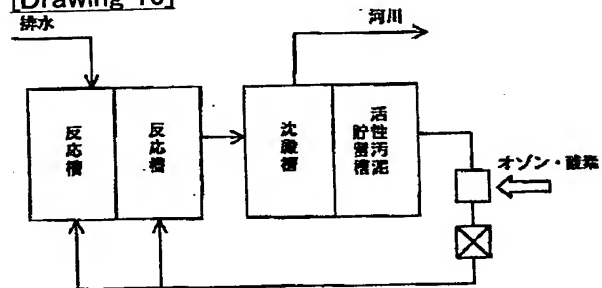 [Drawing 10]
排水
河川
反応槽
反応槽
沈殿槽
活性汚泥
貯留槽
オゾン・酸素